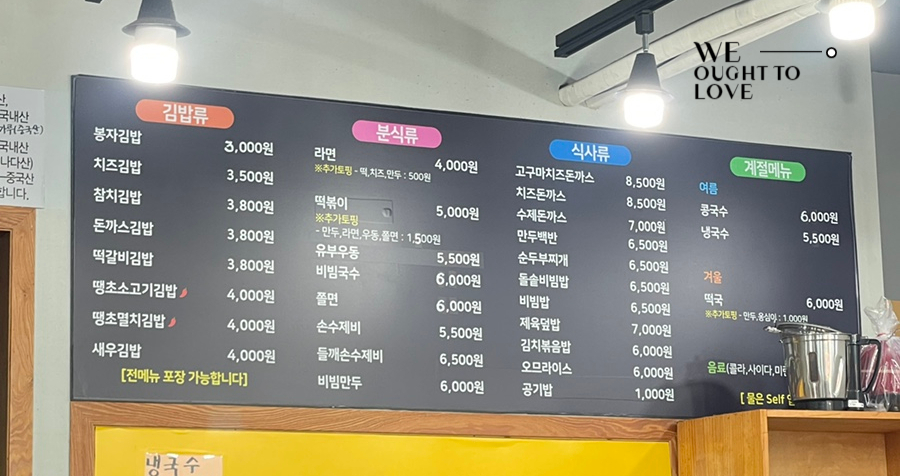 WE
OUGHT TO
LOVE
국내산
국내산
중국산
김밥류
봉자김밥 3,000원
치즈김밥 3,500원
참치김밥 3,800원
돈까스김밥 3,800원
떡갈비김밥 3,800원
땡초소고기김밥 4,000원
땡초멸치김밥 4,000원
새우김밥 4,000원
[전메뉴 포장 가능합니다]
분식류
라면 4,000원
※추가토핑 - 떡,치즈,만두 : 500원
떡볶이 5,000원
※추가토핑
- 만두,라면,우동,쫄면 : 1,500원
유부우동 5,500원
비빔국수 6,000원
쫄면 6,000원
손수제비 5,500원
들깨손수제비 6,500원
비빔만두 6,000원
식사류
고구마치즈돈까스 8,500원
치즈돈까스 8,500원
수제돈까스 7,000원
만두백반 6,500원
순두부찌개 6,500원
돌솥비빔밥 6,500원
비빔밥 6,500원
제육덮밥 7,000원
김치볶음밥 6,000원
오므라이스 6,000원
공기밥 1,000원
계절메뉴
여름
콩국수 6,000원
냉국수 5,500원
겨울
떡국 6,000원
※추가토핑 - 만두,옹심이 : 1,000원
음료(콜라,사이다,
[ 물은 Self
냉국수